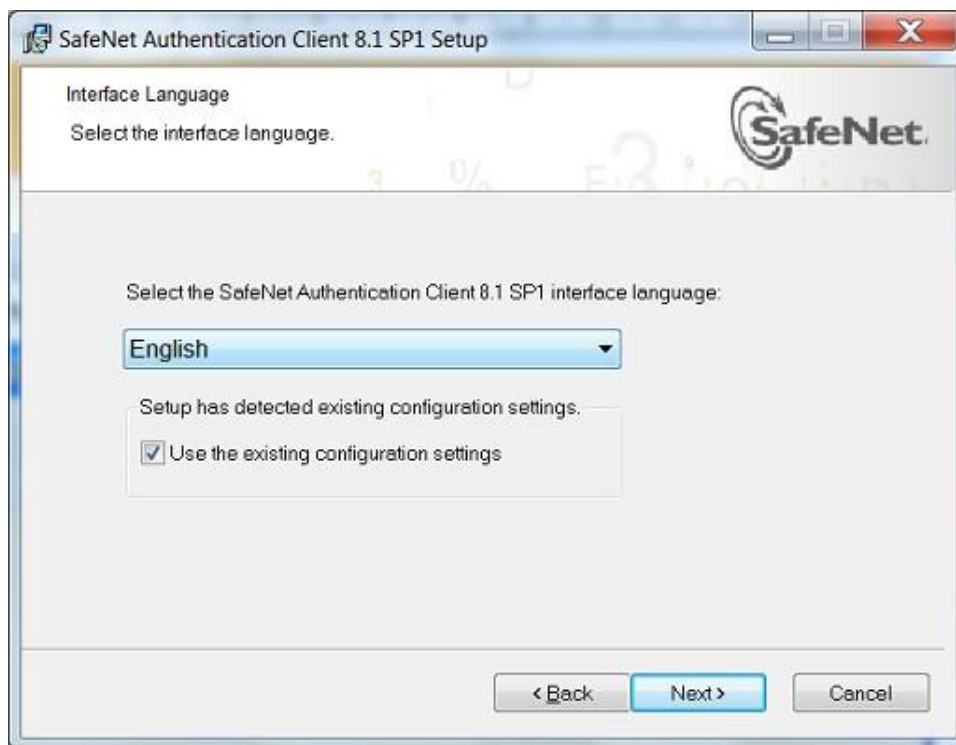 SafeNet Authentication Client 8.1 SP1 Setup
Interface Language
Select the interface language.
SafeNet.
Select the SafeNet Authentication Client 8.1 SP1 interface language:
English
Setup has detected existing configuration settings.
Use the existing configuration settings
< Back
Next >
Cancel